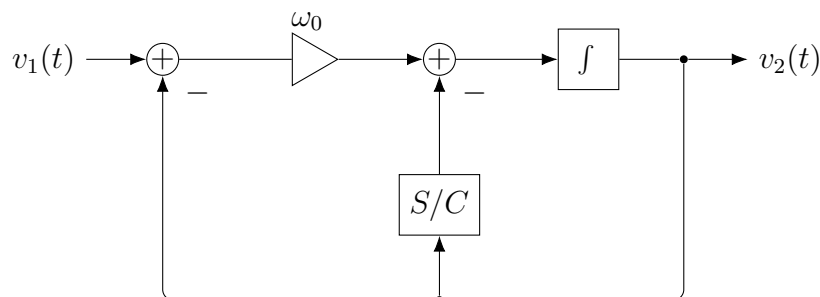 ω₀
v₁(t) + + ∫ v₂(t)
− −
S/C